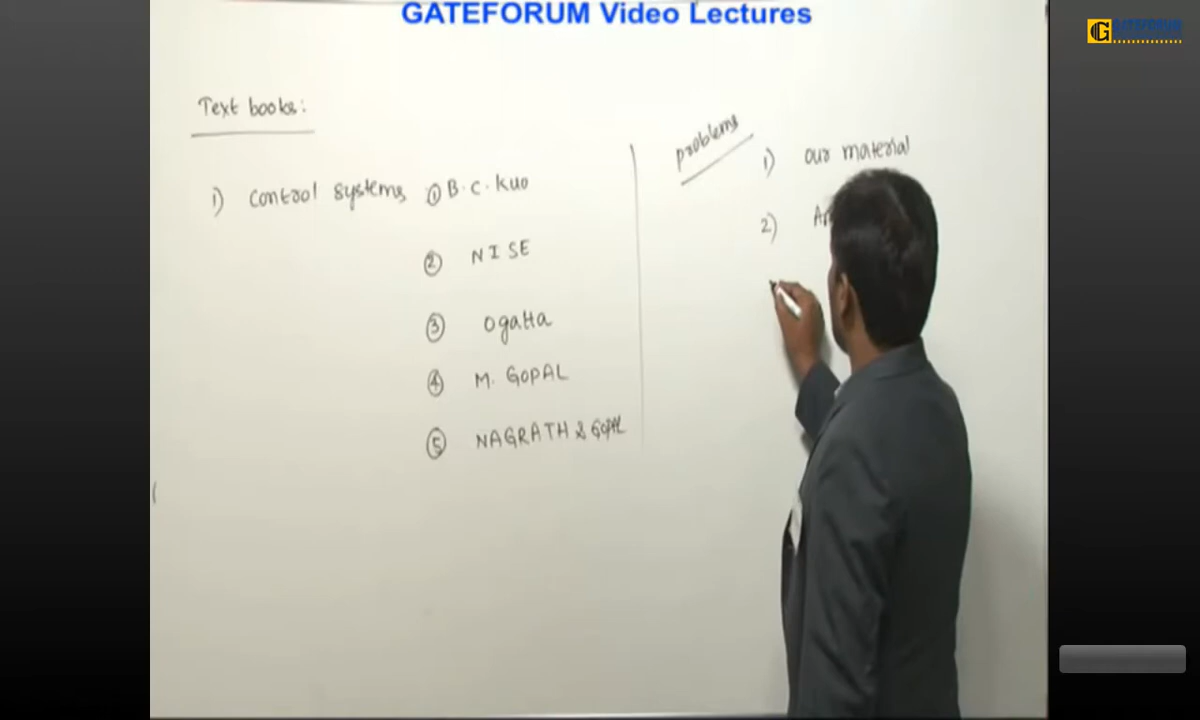 GATEFORUM Video Lectures
GATEFORUM
Text books:
1) Control systems ① B.C. Kuo
② NISE
③ Ogatta
④ M. GOPAL
⑤ NAGRATH & GOPAL
problems
1) our material
2)